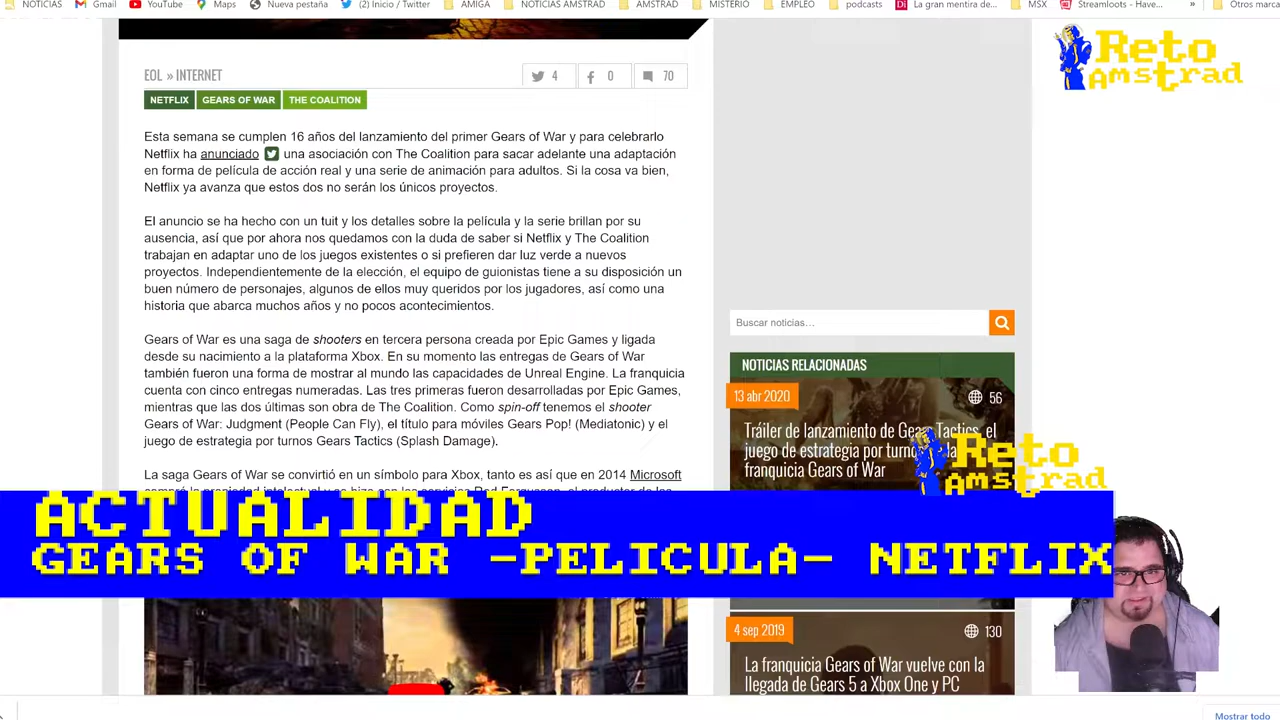 NOTICIAS
Gmail
YouTube
Maps
Nueva pestaña
(2) Inicio / Twitter
AMIGA
NOTICIAS AMSTRAD
AMSTRAD
MISTERIO
EMPLEO
podcasts
La gran mentira de...
MSX
Streamloots - Have...
»
Otros marca
Reto
Amstrad
EOL » INTERNET
4
0
70
NETFLIX
GEARS OF WAR
THE COALITION
Esta semana se cumplen 16 años del lanzamiento del primer Gears of War y para celebrarlo
Netflix ha anunciado una asociación con The Coalition para sacar adelante una adaptación
en forma de película de acción real y una serie de animación para adultos. Si la cosa va bien,
Netflix ya avanza que estos dos no serán los únicos proyectos.
El anuncio se ha hecho con un tuit y los detalles sobre la película y la serie brillan por su
ausencia, así que por ahora nos quedamos con la duda de saber si Netflix y The Coalition
trabajan en adaptar uno de los juegos existentes o si prefieren dar luz verde a nuevos
proyectos. Independientemente de la elección, el equipo de guionistas tiene a su disposición un
buen número de personajes, algunos de ellos muy queridos por los jugadores, así como una
historia que abarca muchos años y no pocos acontecimientos.
Gears of War es una saga de shooters en tercera persona creada por Epic Games y ligada
desde su nacimiento a la plataforma Xbox. En su momento las entregas de Gears of War
también fueron una forma de mostrar al mundo las capacidades de Unreal Engine. La franquicia
cuenta con cinco entregas numeradas. Las tres primeras fueron desarrolladas por Epic Games,
mientras que las dos últimas son obra de The Coalition. Como spin-off tenemos el shooter
Gears of War: Judgment (People Can Fly), el título para móviles Gears Pop! (Mediatonic) y el
juego de estrategia por turnos Gears Tactics (Splash Damage).
La saga Gears of War se convirtió en un símbolo para Xbox, tanto es así que en 2014 Microsoft
Buscar noticias...
NOTICIAS RELACIONADAS
13 abr 2020
56
Tráiler de lanzamiento de Gears Tactics, el
juego de estrategia por turnos
franquicia Gears of War
Reto
Amstrad
ACTUALIDAD
GEARS OF WAR -PELICULA- NETFLIX
4 sep 2019
130
La franquicia Gears of War vuelve con la
llegada de Gears 5 a Xbox One y PC
Mostrar todo